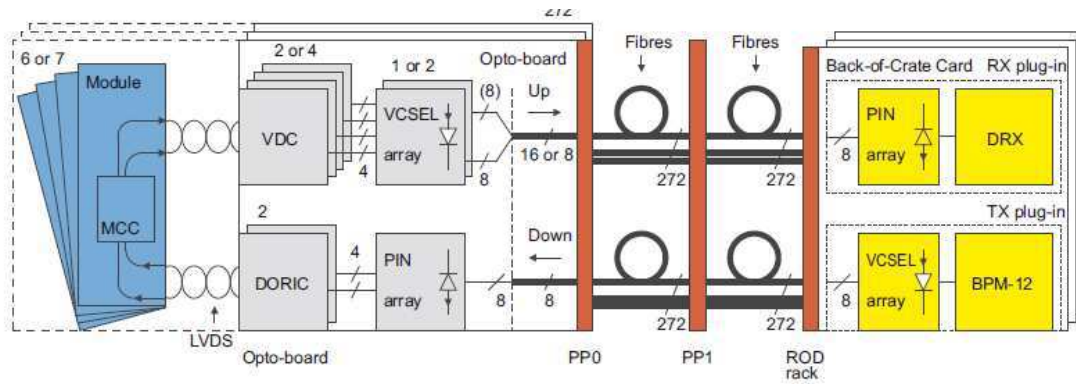 272
6 or 7
Module
MCC
LVDS
2 or 4
VDC
4
1 or 2
VCSEL
array
(8)
8
Opto-board
Up
16 or 8
2
DORIC
4
PIN
array
8
Down
8
Opto-board
Fibres
Fibres
272
272
272
272
PP0
PP1
ROD
rack
Back-of-Crate Card
RX plug-in
8
PIN
array
DRX
TX plug-in
8
VCSEL
array
BPM-12